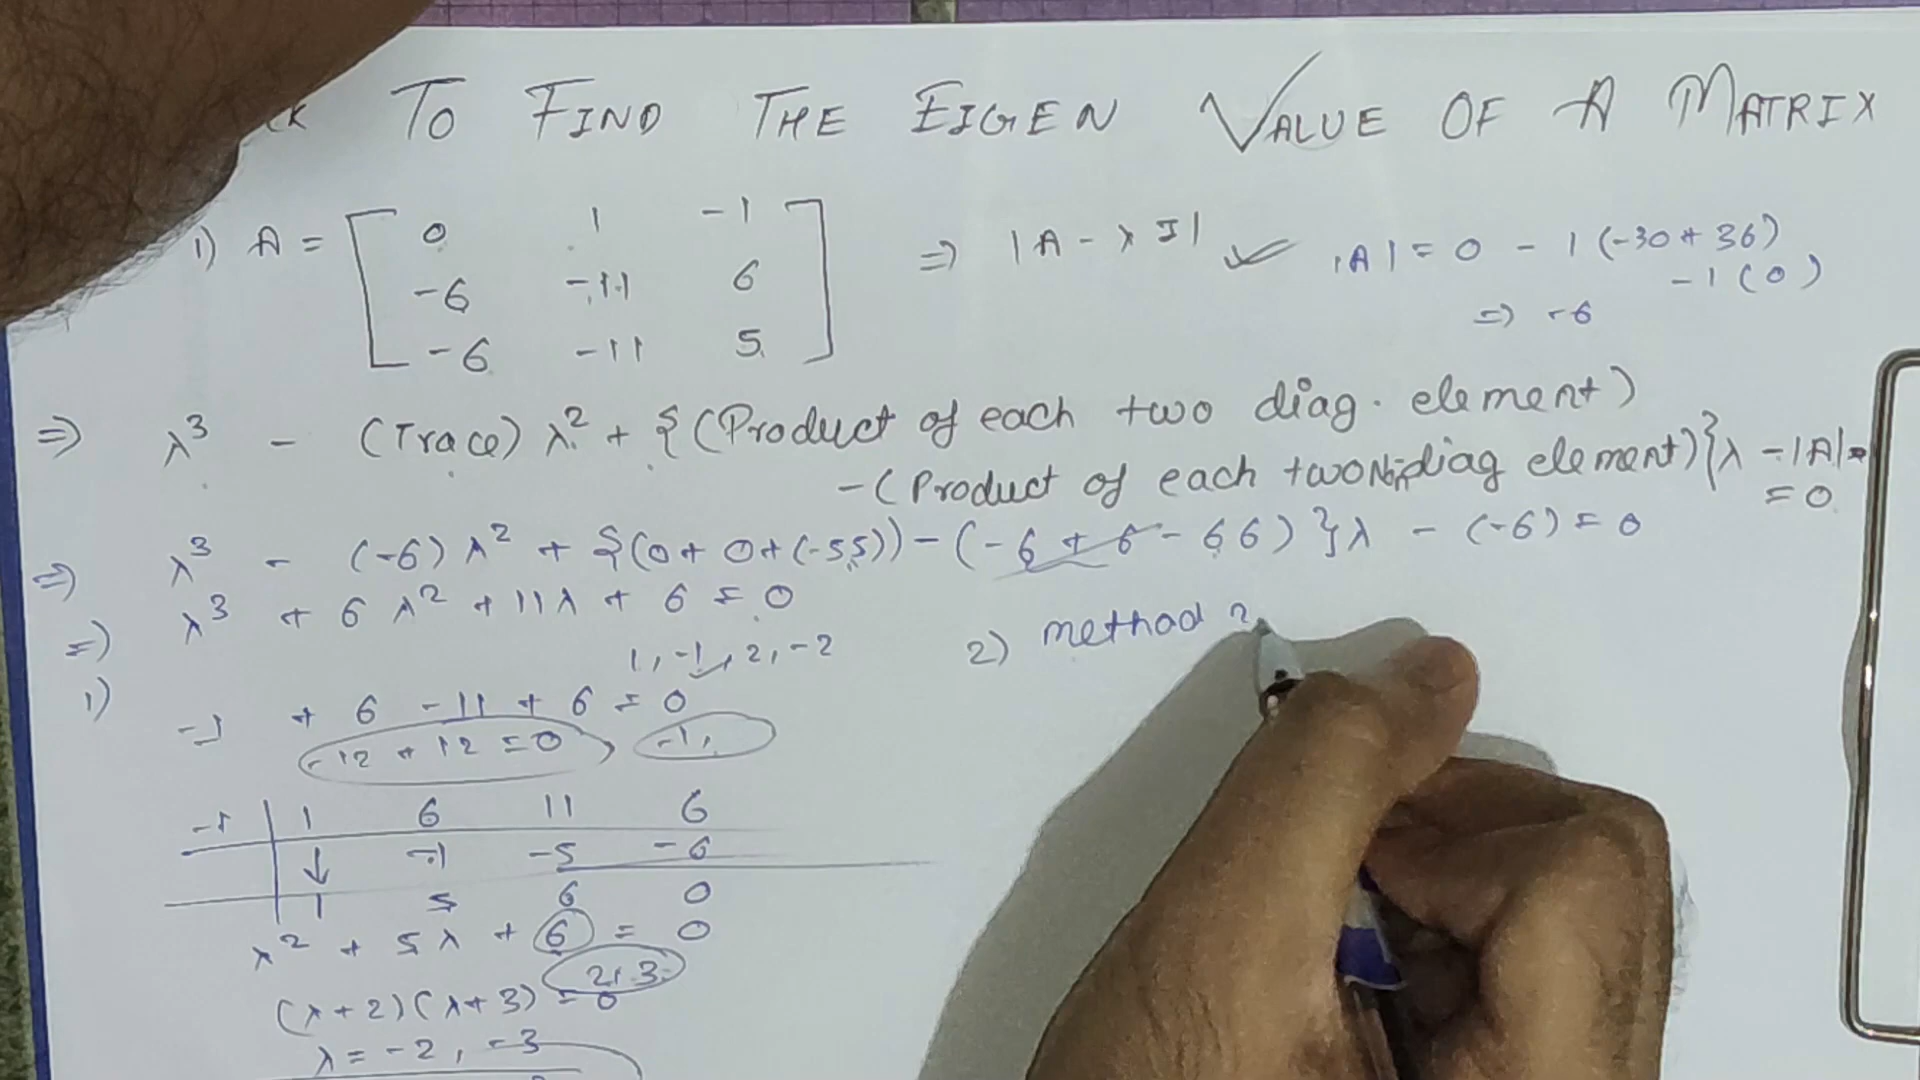 TO FIND THE EIGEN VALUE OF A MATRIX
1) A = [ 0 1 -1
-6 -11 6
-6 -11 5 ]
=> |A - λI| ✓
|A| = 0 - 1(-30+36)
-1(0)
=> -6
=> λ³ - (Trace) λ² + {(Product of each two diag. element)
-(Product of each two Non diag element)}λ - |A|
= 0
=> λ³ - (-6) λ² + {(0+0+(-55)) - (-6+6-66)}λ - (-6) = 0
=> λ³ + 6λ² + 11λ + 6 = 0
1, -1, 2, -2
2) method 2
1) -1 + 6 - 11 + 6 = 0
-12 + 12 = 0 -1,
-1 | 1 6 11 6
↓ -1 -5 -6
1 5 6 0
λ² + 5λ + 6 = 0
2, 3
(λ+2)(λ+3) = 0
λ = -2, -3